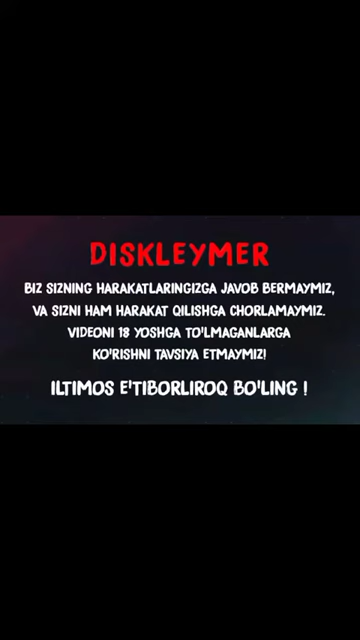 DISKLEYMER
BIZ SIZNING HARAKATLARINGIZGA JAVOB BERMAYMIZ,
VA SIZNI HAM HARAKAT QILISHGA CHORLAMAYMIZ.
VIDEONI 18 YOSHGA TO'LMAGANLARGA
KO'RISHNI TAVSIYA ETMAYMIZ!
ILTIMOS E'TIBORLIROQ BO'LING !